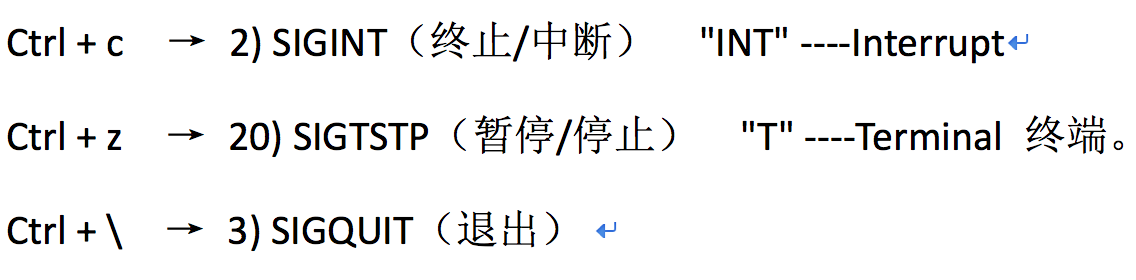 Ctrl + c → 2) SIGINT（终止/中断） "INT" ----Interrupt
Ctrl + z → 20) SIGTSTP（暂停/停止） "T" ----Terminal 终端。
Ctrl + \ → 3) SIGQUIT（退出）